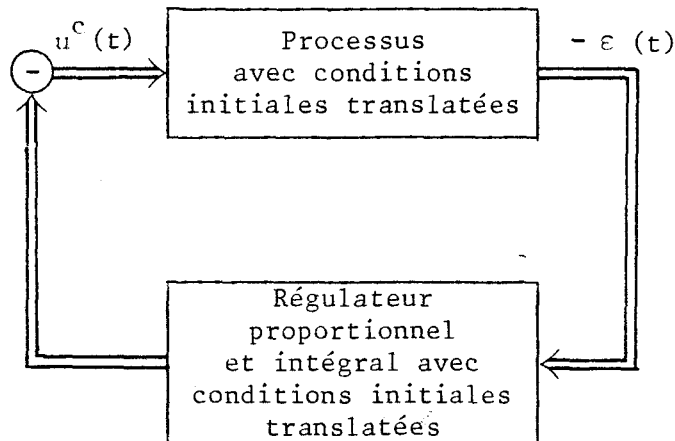 u^c(t)
Processus
avec conditions
initiales translatées
- ε (t)
-
Régulateur
proportionnel
et intégral avec
conditions initiales
translatées